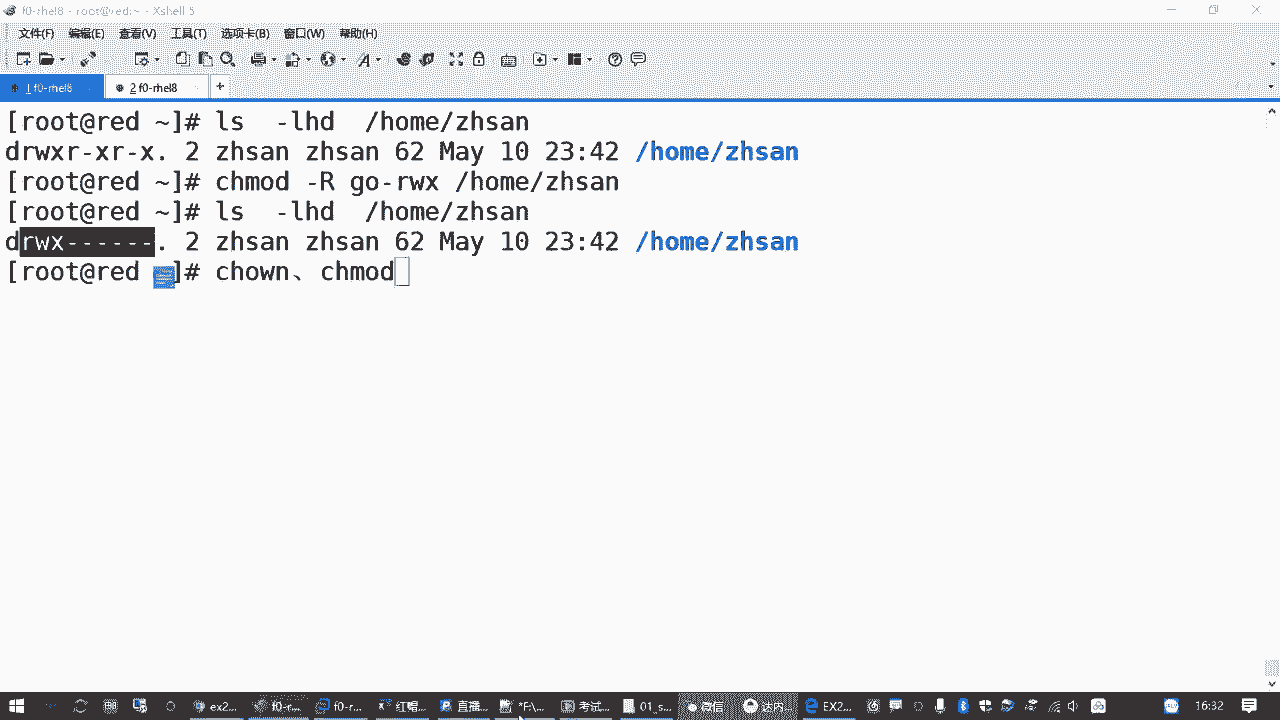 f0-rhel8 - root@red:~ - Xshell 5
文件(F) 编辑(E) 查看(V) 工具(T) 选项卡(B) 窗口(W) 帮助(H)
1 f0-rhel8 2 f0-rhel8 +
[root@red ~]# ls  -lhd  /home/zhsan
drwxr-xr-x. 2 zhsan zhsan 62 May 10 23:42 /home/zhsan
[root@red ~]# chmod -R go-rwx /home/zhsan
[root@red ~]# ls  -lhd  /home/zhsan
drwx------. 2 zhsan zhsan 62 May 10 23:42 /home/zhsan
[root@red ]# chown、chmod
ex2... f0-r... f0-r... 红帽... 直播... *F:\... 考试... 01_s... 微信 达内... EX2... 16:32